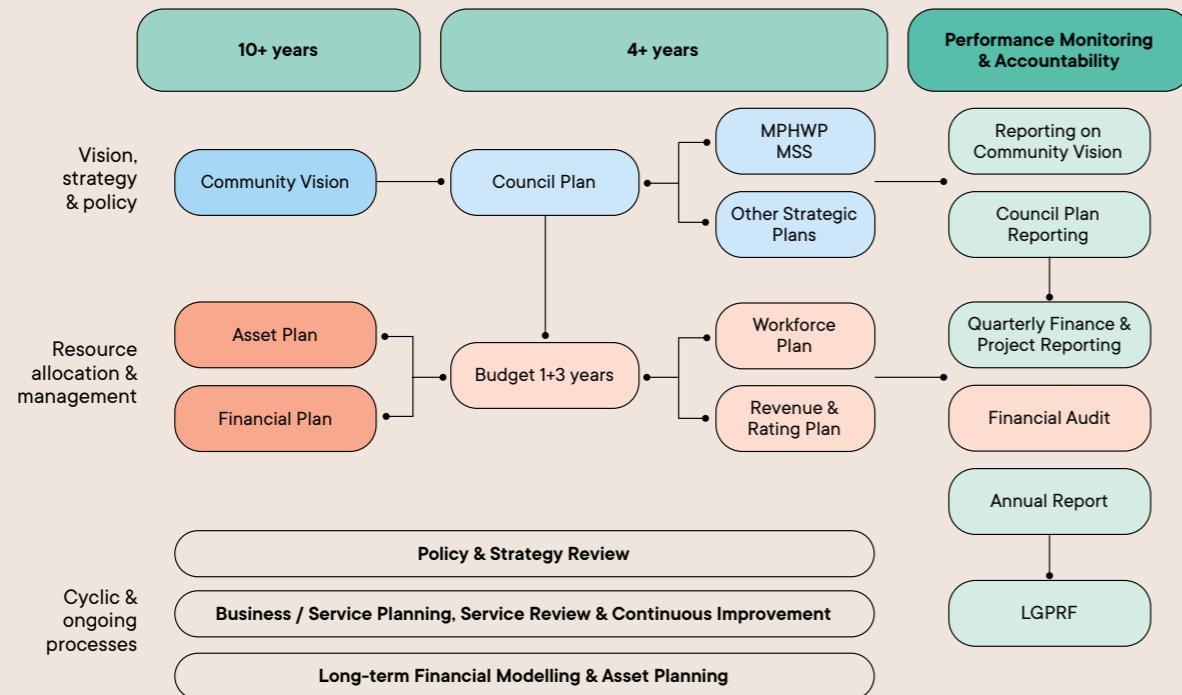 10+ years
4+ years
Performance Monitoring
& Accountability
Vision,
strategy
& policy
Community Vision
Council Plan
MPHWP
MSS
Other Strategic
Plans
Reporting on
Community Vision
Council Plan
Reporting
Resource
allocation &
management
Asset Plan
Financial Plan
Budget 1+3 years
Workforce
Plan
Revenue &
Rating Plan
Quarterly Finance &
Project Reporting
Financial Audit
Annual Report
LGPRF
Cyclic &
ongoing
processes
Policy & Strategy Review
Business / Service Planning, Service Review & Continuous Improvement
Long-term Financial Modelling & Asset Planning